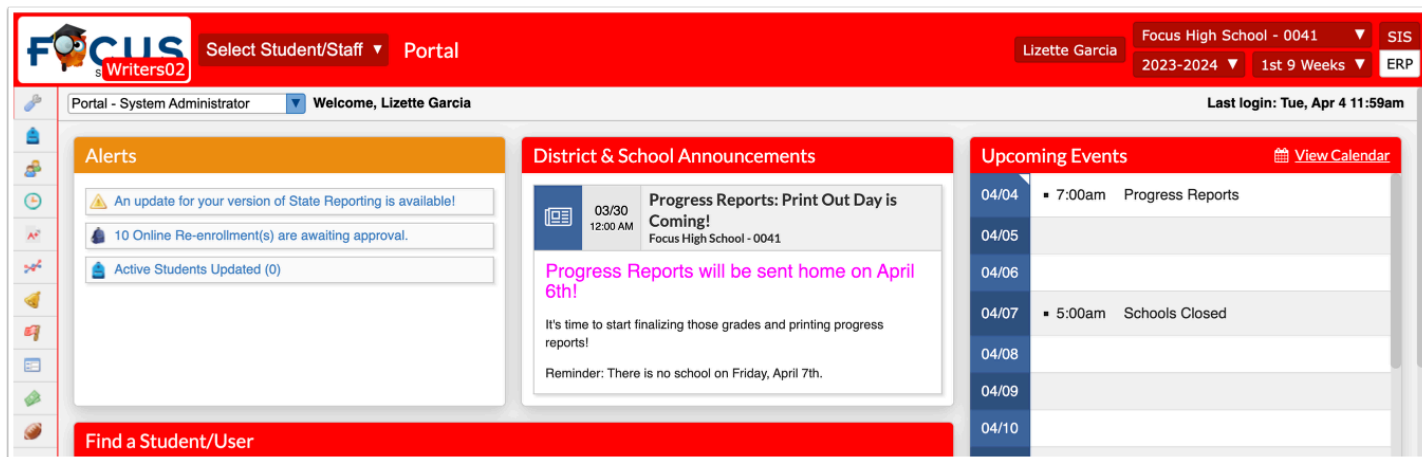 FOCUS
S
Writers02
Select Student/Staff ▼
Portal
Lizette Garcia
Focus High School - 0041 ▼
SIS
2023-2024 ▼
1st 9 Weeks ▼
ERP
Portal - System Administrator ▼
Welcome, Lizette Garcia
Last login: Tue, Apr 4 11:59am
Alerts
An update for your version of State Reporting is available!
10 Online Re-enrollment(s) are awaiting approval.
Active Students Updated (0)
District & School Announcements
03/30
12:00 AM
Progress Reports: Print Out Day is
Coming!
Focus High School - 0041
Progress Reports will be sent home on April
6th!
It's time to start finalizing those grades and printing progress
reports!
Reminder: There is no school on Friday, April 7th.
Upcoming Events
View Calendar
04/04 ▪ 7:00am Progress Reports
04/05
04/06
04/07 ▪ 5:00am Schools Closed
04/08
04/09
04/10
Find a Student/User